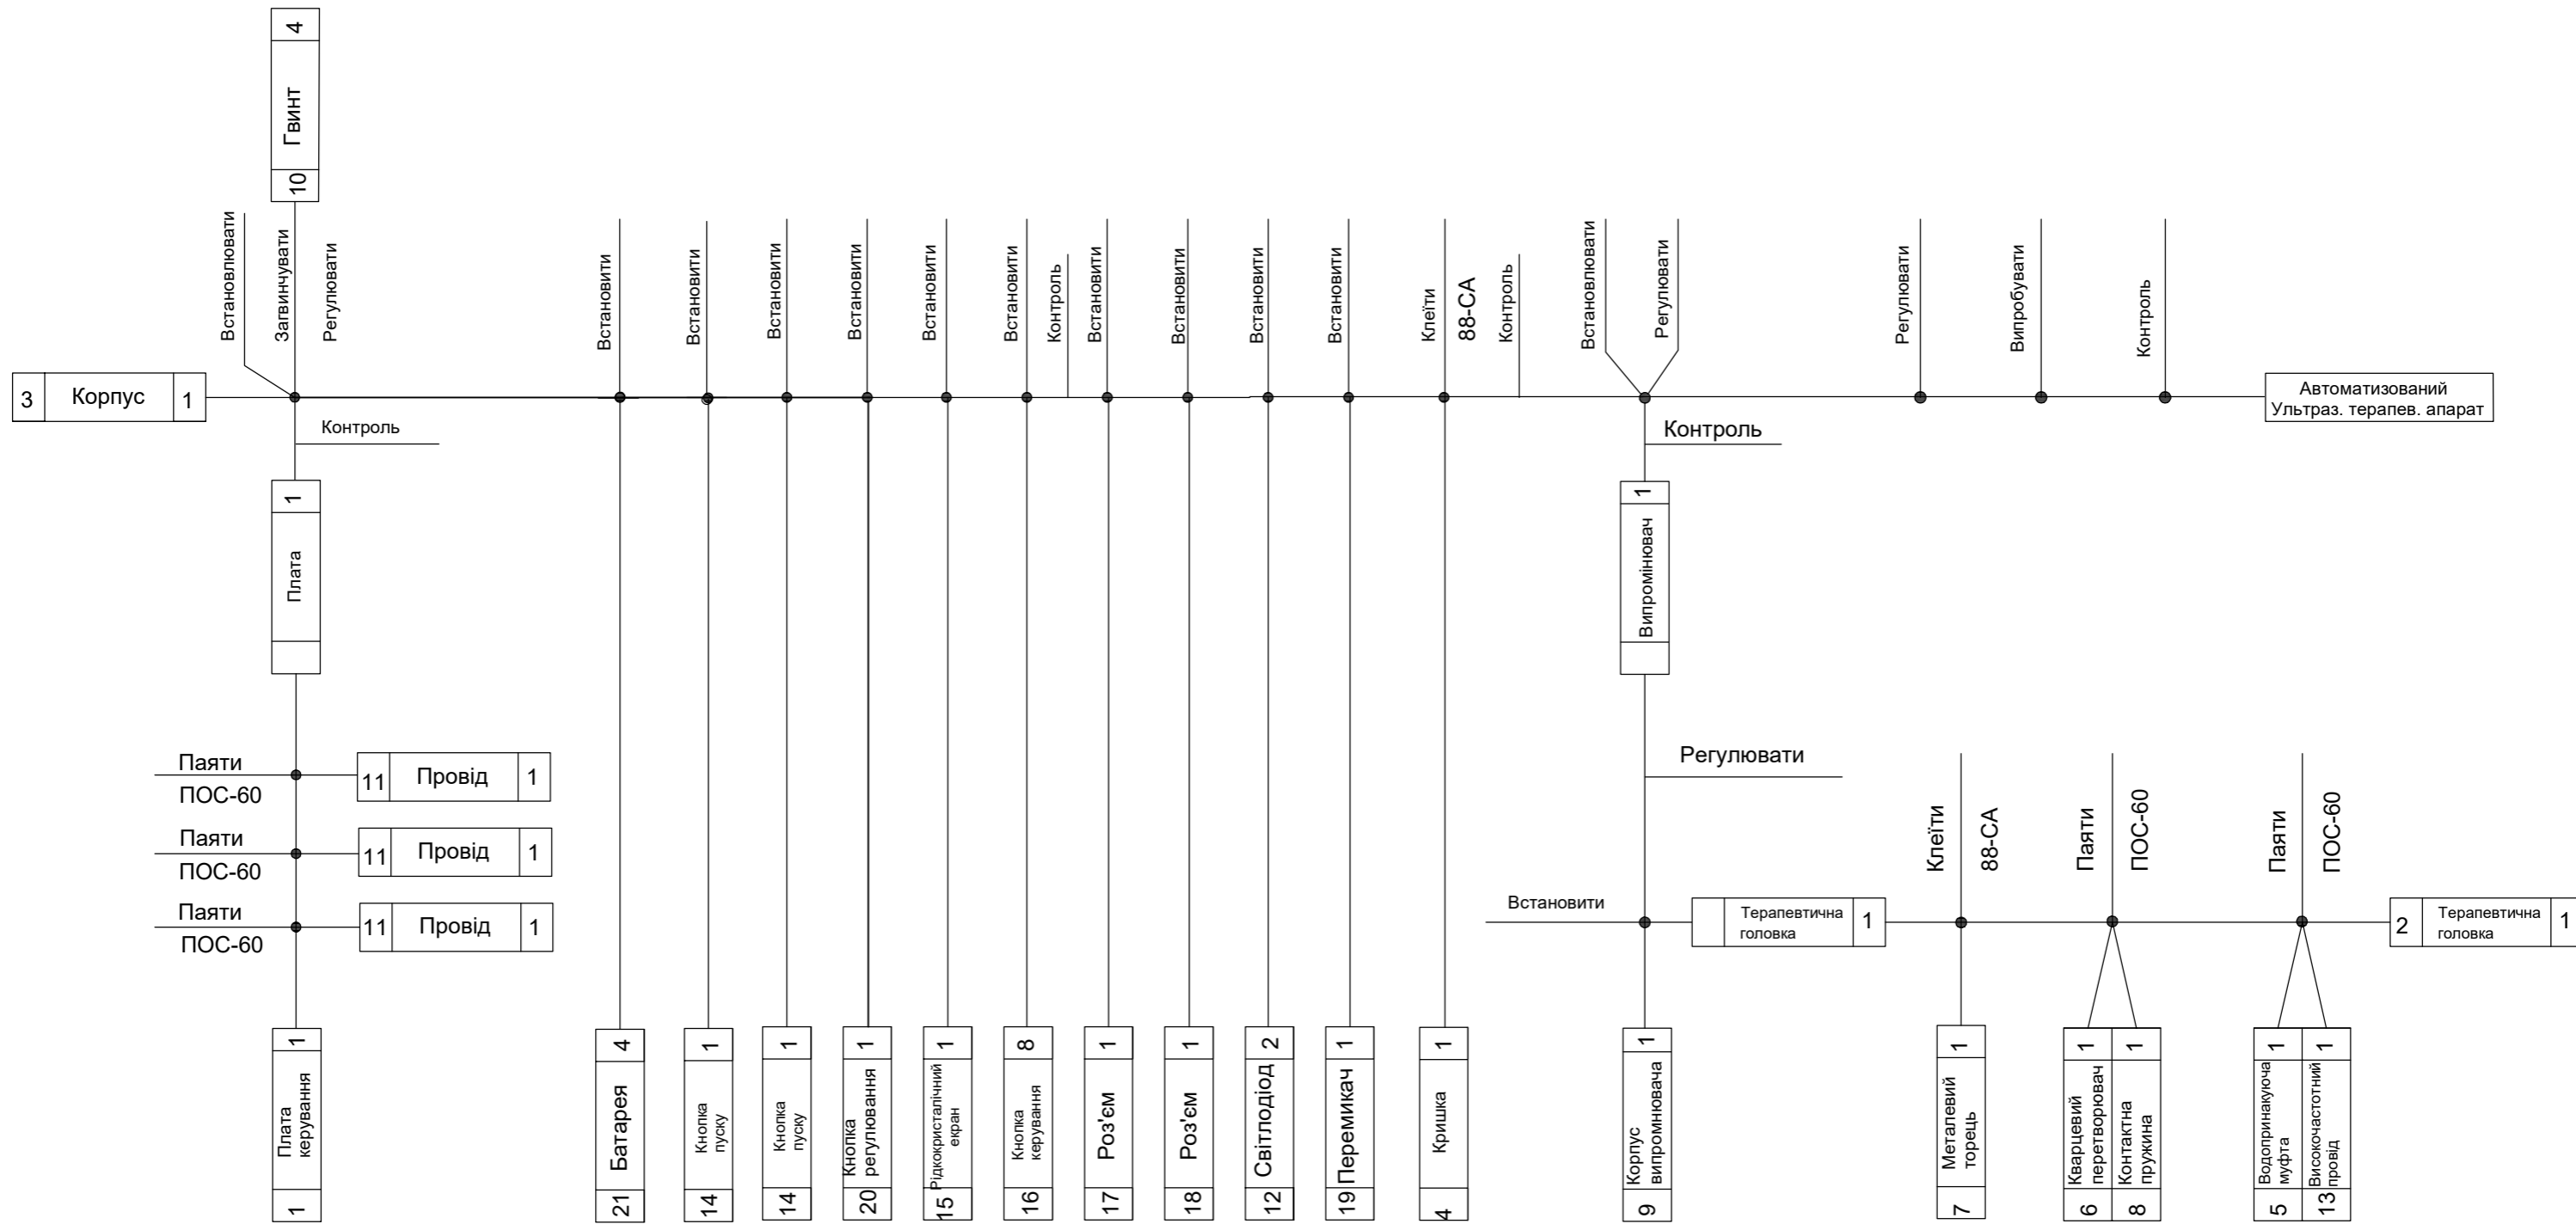 4
Гвинт
10
Встановлювати
Загвинчувати
Регулювати
Встановити
Встановити
Встановити
Встановити
Встановити
Встановити
Контроль
Встановити
Встановити
Встановити
Встановити
Клеїти
88-СА
Контроль
Встановлювати
Регулювати
Регулювати
Випробувати
Контроль
3 Корпус 1
Автоматизований
Ультраз. терапев. апарат
Контроль
Контроль
1
Плата
1
Випромінювач
Паяти
ПОС-60
11 Провід 1
Паяти
ПОС-60
11 Провід 1
Паяти
ПОС-60
11 Провід 1
Регулювати
Клеїти
88-СА
Паяти
ПОС-60
Паяти
ПОС-60
Встановити
Терапевтична
головка
1
2
Терапевтична
головка
1
1
Плата
керування
1
4
Батарея
21
1
Кнопка
пуску
14
1
Кнопка
пуску
14
1
Кнопка
регулювання
20
1
Рідкокристалічний
екран
15
8
Кнопка
керування
16
1
Роз'єм
17
1
Роз'єм
18
2
Світлодіод
12
1
Перемикач
19
1
Кришка
4
1
Корпус
випромнювача
9
1
Металевий
торець
7
1
Кварцевий
перетворювач
6
1
Контактна
пружина
8
1
Водопринакуюча
муфта
5
1
Високочастотний
провід
13